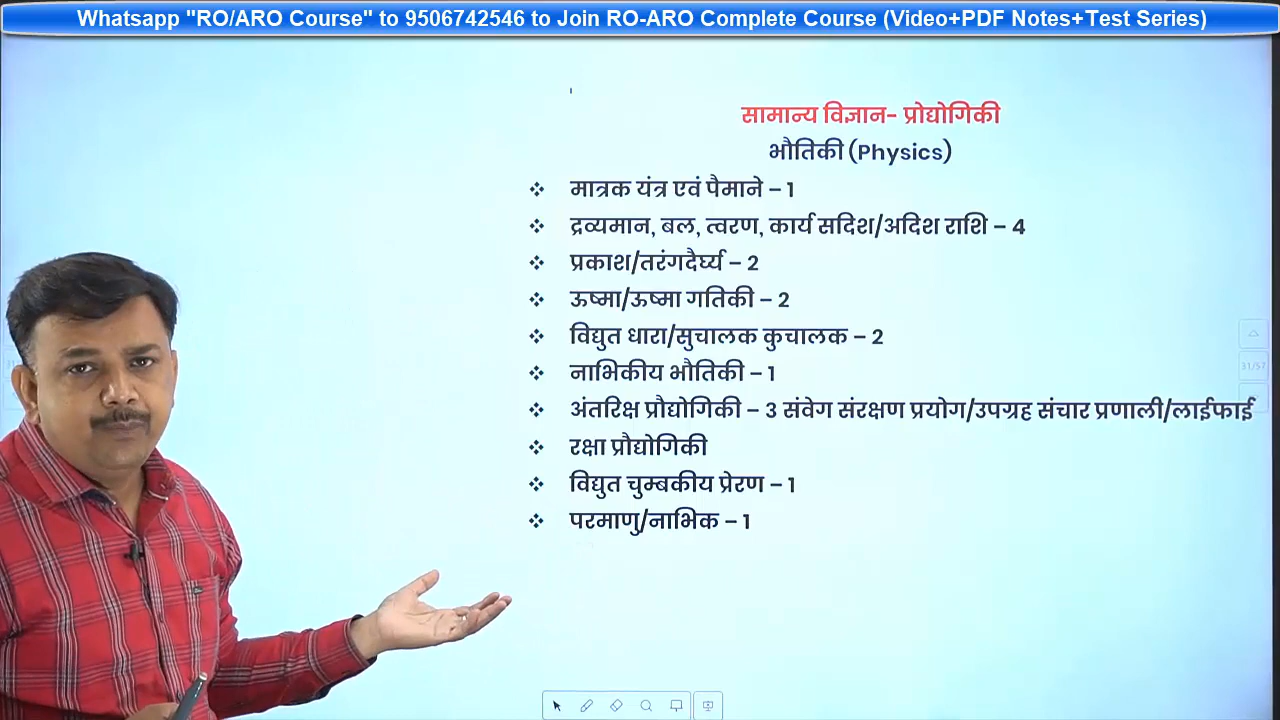 Whatsapp "RO/ARO Course" to 9506742546 to Join RO-ARO Complete Course (Video+PDF Notes+Test Series)
सामान्य विज्ञान- प्रोद्योगिकी
भौतिकी (Physics)
❖ मात्रक यंत्र एवं पैमाने – 1
❖ द्रव्यमान, बल, त्वरण, कार्य सदिश/अदिश राशि – 4
❖ प्रकाश/तरंगदैर्घ्य – 2
❖ ऊष्मा/ऊष्मा गतिकी – 2
❖ विद्युत धारा/सुचालक कुचालक – 2
❖ नाभिकीय भौतिकी – 1
❖ अंतरिक्ष प्रौद्योगिकी – 3 संवेग संरक्षण प्रयोग/उपग्रह संचार प्रणाली/लाईफाई
❖ रक्षा प्रौद्योगिकी
❖ विद्युत चुम्बकीय प्रेरण – 1
❖ परमाणु/नाभिक – 1
31/57